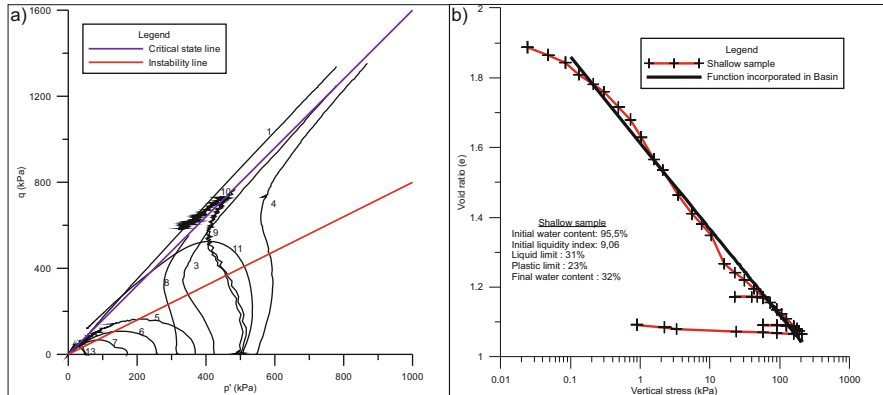 a)
1600
1200
800
400
0
q (kPa)
Legend
Critical state line
Instability line
1
10
4
9
11
3
8
5
6
7
13
0
200
400
600
800
1000
p' (kPa)
b)
2
1.8
1.6
1.4
1.2
1
Void ratio (e)
Legend
Shallow sample
Function incorporated in Basin
Shallow sample
Initial water content: 95,5%
Initial liquidity index: 9,06
Liquid limit : 31%
Plastic limit : 23%
Final water content : 32%
0.01
0.1
1
10
100
1000
Vertical stress (kPa)